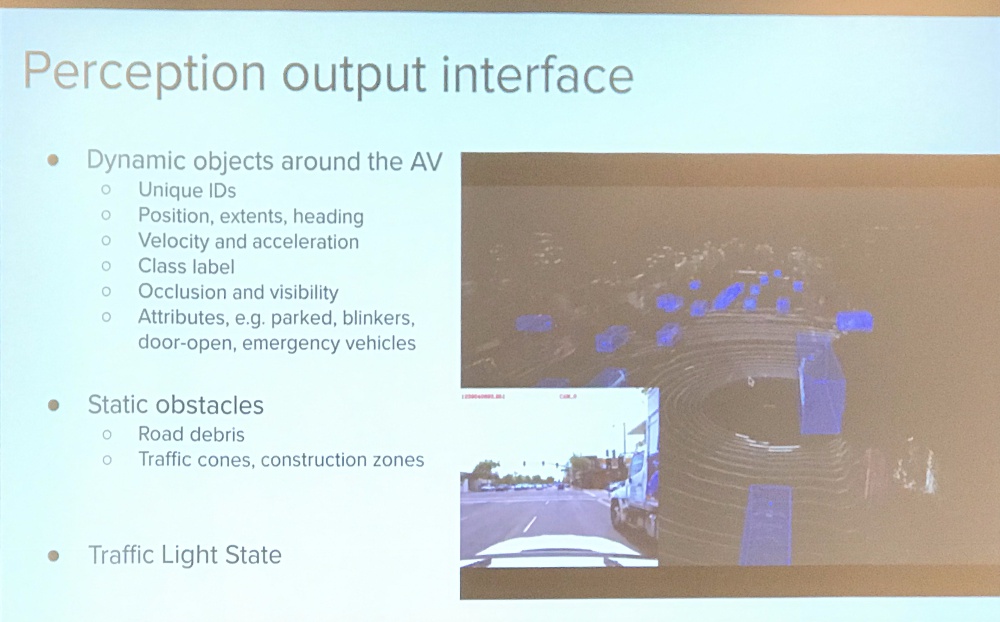 Perception output interface
Dynamic objects around the AV
Unique IDs
Position, extents, heading
Velocity and acceleration
Class label
Occlusion and visibility
Attributes, e.g. parked, blinkers,
door-open, emergency vehicles
Static obstacles
Road debris
Traffic cones, construction zones
Traffic Light State